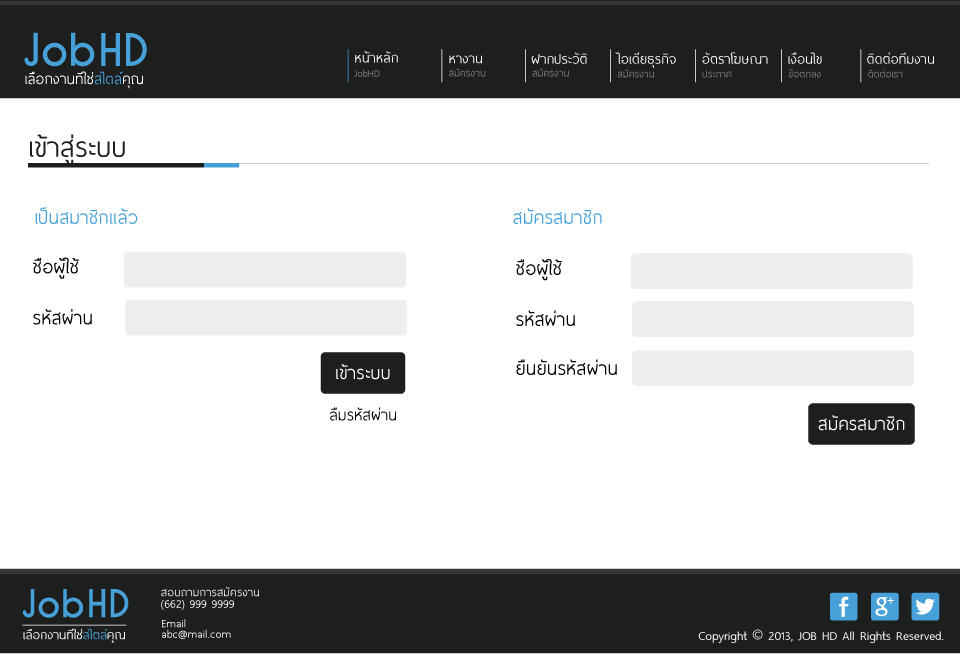 JobHD
เลือกงานที่ใช่สไตล์คุณ
หน้าหลัก
JobHD
หางาน
สมัครงาน
ฝากประวัติ
สมัครงาน
ไอเดียธุรกิจ
สมัครงาน
อัตราโฆษณา
ประกาศ
เงื่อนไข
ข้อตกลง
ติดต่อทีมงาน
ติดต่อเรา
เข้าสู่ระบบ
เป็นสมาชิกแล้ว
ชื่อผู้ใช้
รหัสผ่าน
เข้าระบบ
ลืมรหัสผ่าน
สมัครสมาชิก
ชื่อผู้ใช้
รหัสผ่าน
ยืนยันรหัสผ่าน
สมัครสมาชิก
JobHD
เลือกงานที่ใช่สไตล์คุณ
สอบถามการสมัครงาน
(662) 999 9999
Email
abc@mail.com
f g+
Copyright © 2013, JOB HD All Rights Reserved.